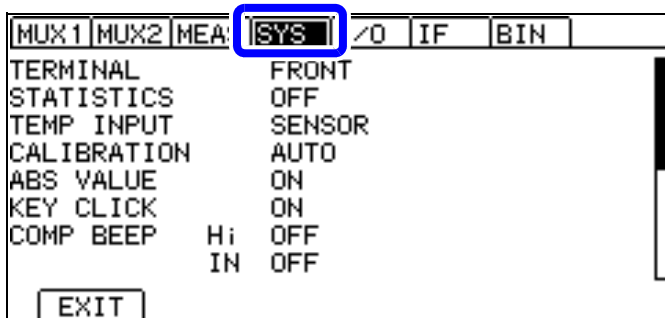 MUX1 MUX2 MEA SYS /O IF BIN
TERMINAL FRONT
STATISTICS OFF
TEMP INPUT SENSOR
CALIBRATION AUTO
ABS VALUE ON
KEY CLICK ON
COMP BEEP Hi OFF
IN OFF
EXIT